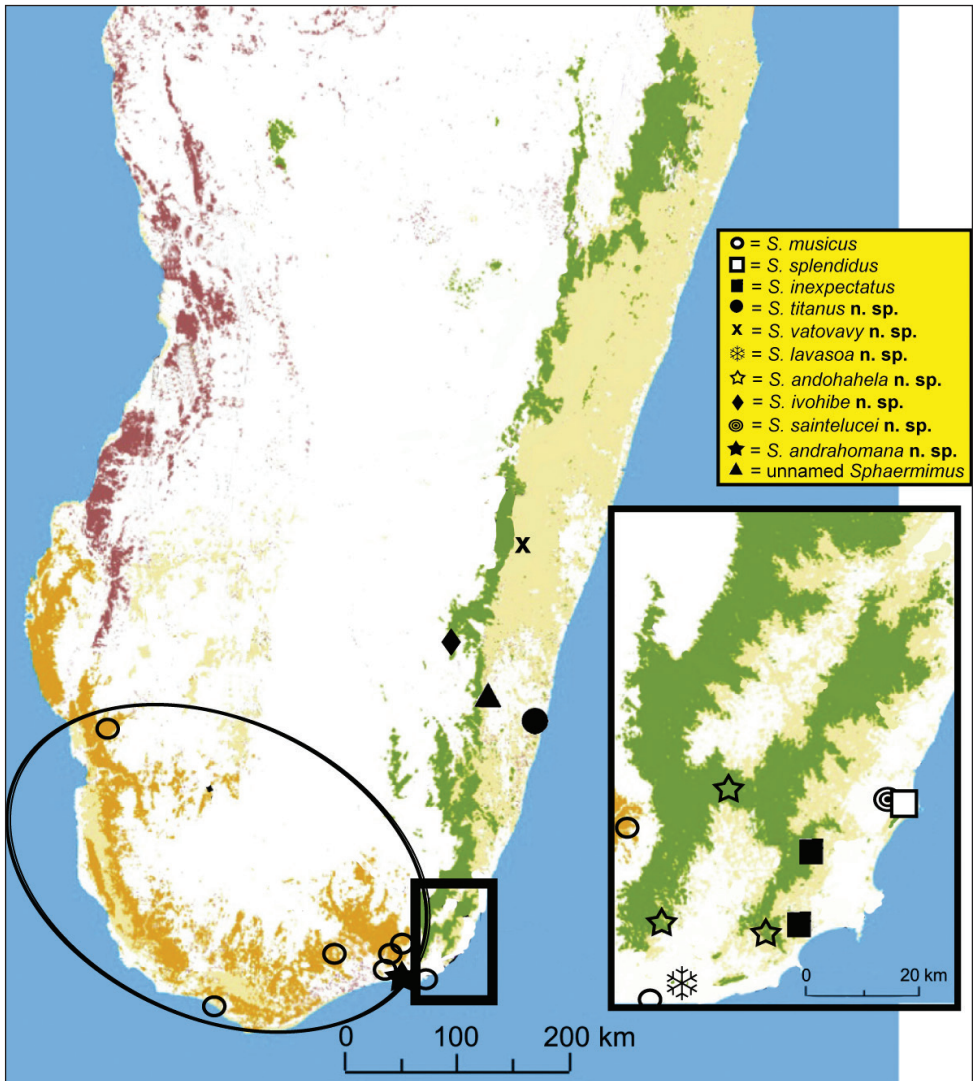 = S. musicus
= S. splendidus
= S. inexpectatus
= S. titanus n. sp.
x = S. vatovavy n. sp.
= S. lavasoa n. sp.
= S. andohahela n. sp.
= S. ivohibe n. sp.
= S. saintelucei n. sp.
= S. andrahomana n. sp.
= unnamed Sphaermimus
x
0 20 km
0 100 200 km